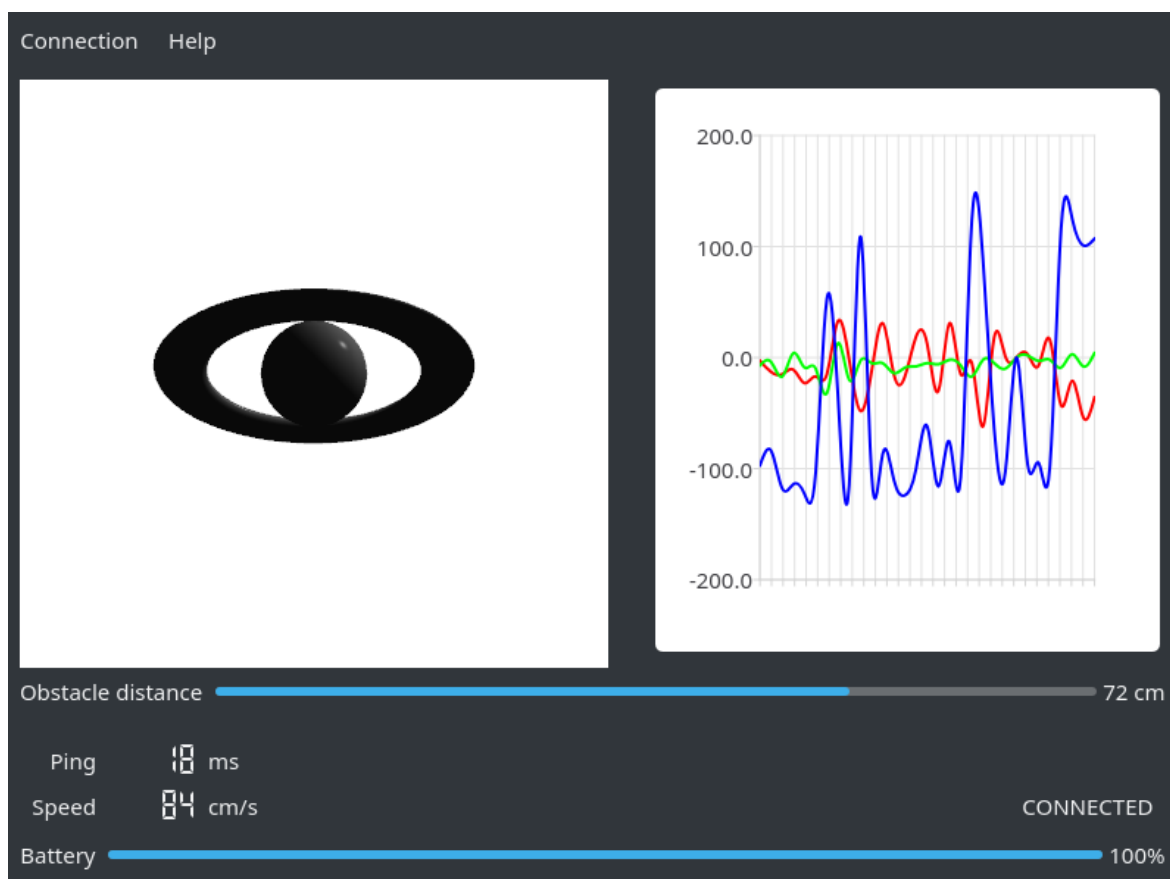 Connection Help
200.0
100.0
0.0
-100.0
-200.0
Obstacle distance 72 cm
Ping 18 ms
Speed 84 cm/s CONNECTED
Battery 100%